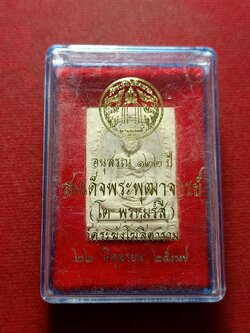 อนุสรณ์ ๑๒๒ ปี
สมเด็จพระพุฒาจารย์
(โต พรหมรังสี)
วัดระฆังโฆสิตาราม
๒๒ มิถุนายน ๒๕๓๗